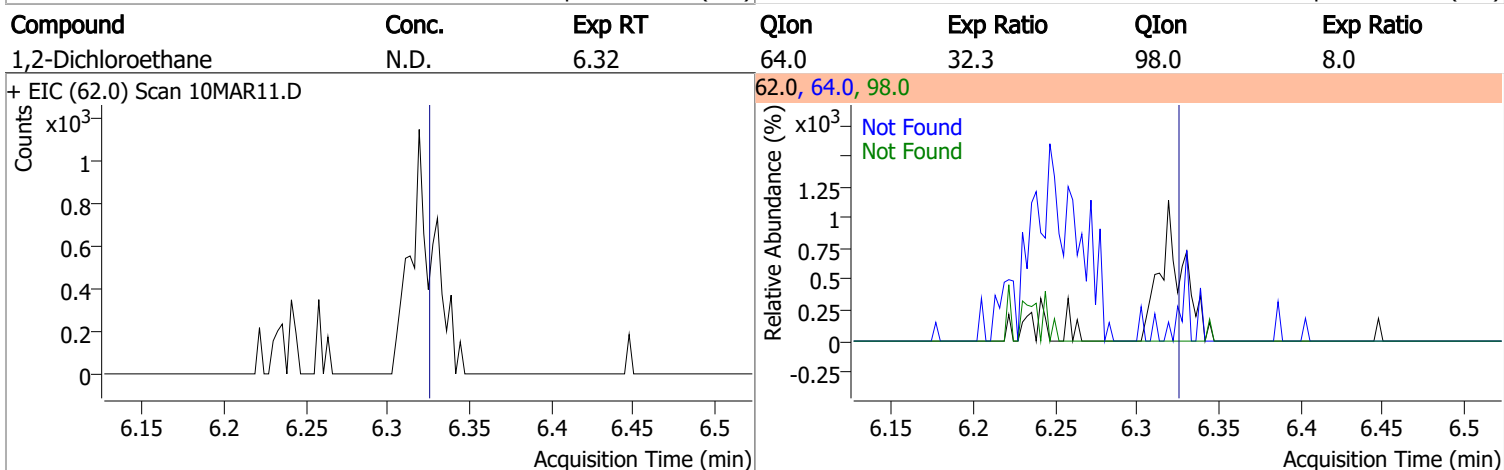 Compound Conc. Exp RT QIon Exp Ratio QIon Exp Ratio
1,2-Dichloroethane N.D. 6.32 64.0 32.3 98.0 8.0
+ EIC (62.0) Scan 10MAR11.D
Counts
x10³
1
0.8
0.6
0.4
0.2
0
6.15 6.2 6.25 6.3 6.35 6.4 6.45 6.5
Acquisition Time (min)
62.0, 64.0, 98.0
Relative Abundance (%)
x10³
Not Found
Not Found
1.25
1
0.75
0.5
0.25
0
-0.25
6.15 6.2 6.25 6.3 6.35 6.4 6.45 6.5
Acquisition Time (min)